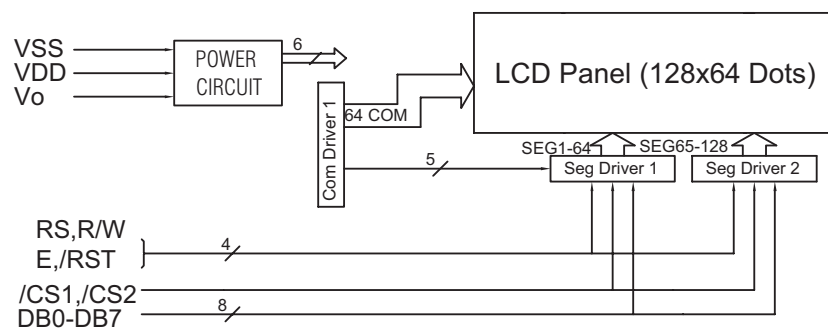 VSS
VDD
Vo
POWER
CIRCUIT
6
LCD Panel (128x64 Dots)
Com Driver 1
64 COM
SEG1-64
SEG65-128
5
Seg Driver 1
Seg Driver 2
RS,R/W
E,/RST
4
/CS1,/CS2
DB0-DB7
8